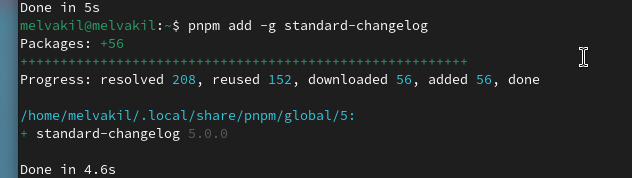 Done in 5s
melvakil@melvakil:~$ pnpm add -g standard-changelog
Packages: +56
++++++++++++++++++++++++++++++++++++++++++++++++++++++++
Progress: resolved 208, reused 152, downloaded 56, added 56, done
/home/melvakil/.local/share/pnpm/global/5:
+ standard-changelog 5.0.0
Done in 4.6s